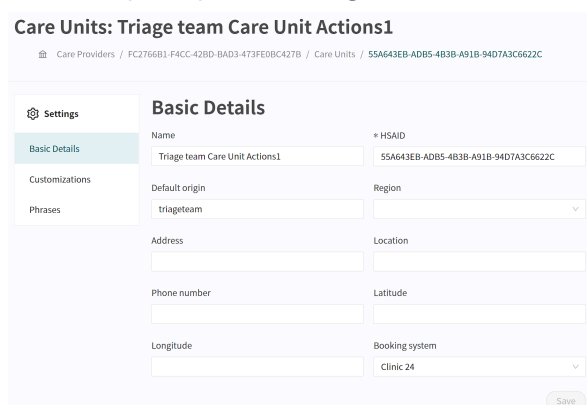 Care Units: Triage team Care Unit Actions1
Care Providers / FC2766B1-F4CC-42BD-BAD3-473FE0BC427B / Care Units / 55A643EB-ADB5-4B3B-A91B-94D7A3C6622C
Settings
Basic Details
Customizations
Phrases
Basic Details
Name
* HSAID
Triage team Care Unit Actions1
55A643EB-ADB5-4B3B-A91B-94D7A3C6622C
Default origin
Region
triageteam
Address
Location
Phone number
Latitude
Longitude
Booking system
Clinic 24
Save